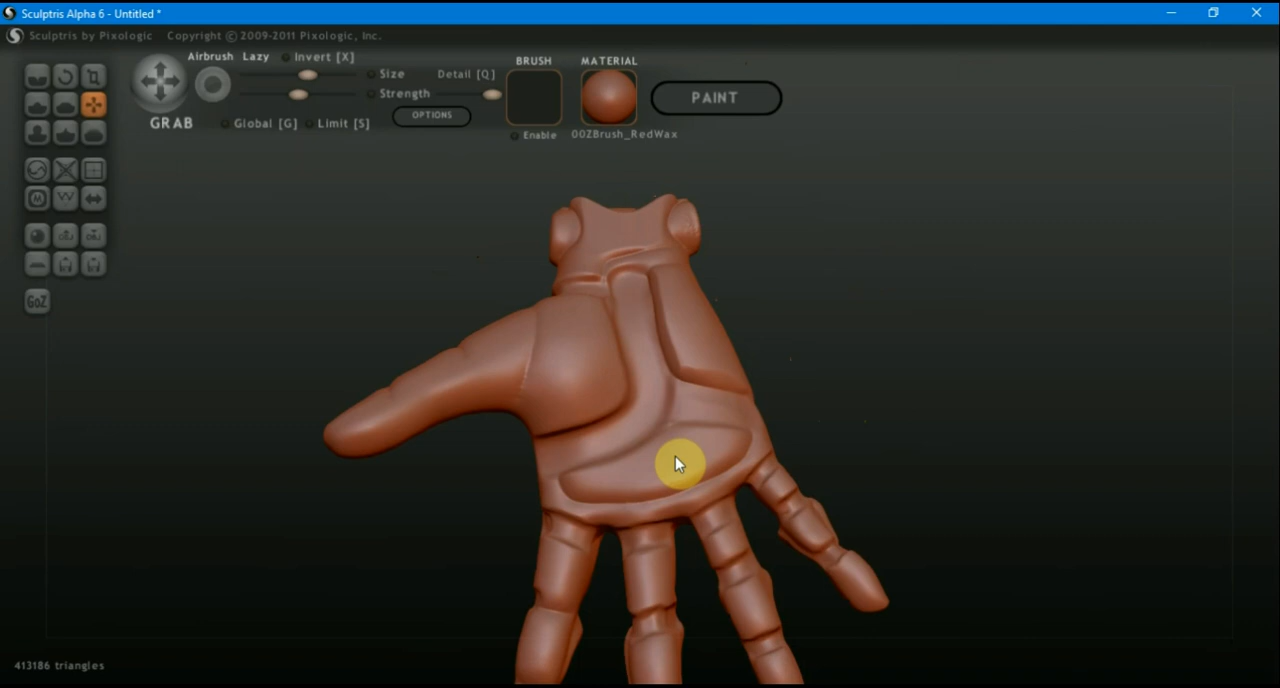 Sculptris Alpha 6 - Untitled *
Sculptris by Pixologic Copyright © 2009-2011 Pixologic, Inc.
Airbrush Lazy Invert [X]
Size Detail [Q]
Strength
GRAB Global [G] Limit [S] OPTIONS
BRUSH
Enable
MATERIAL
00ZBrush_RedWax
PAINT
GoZ
413186 triangles